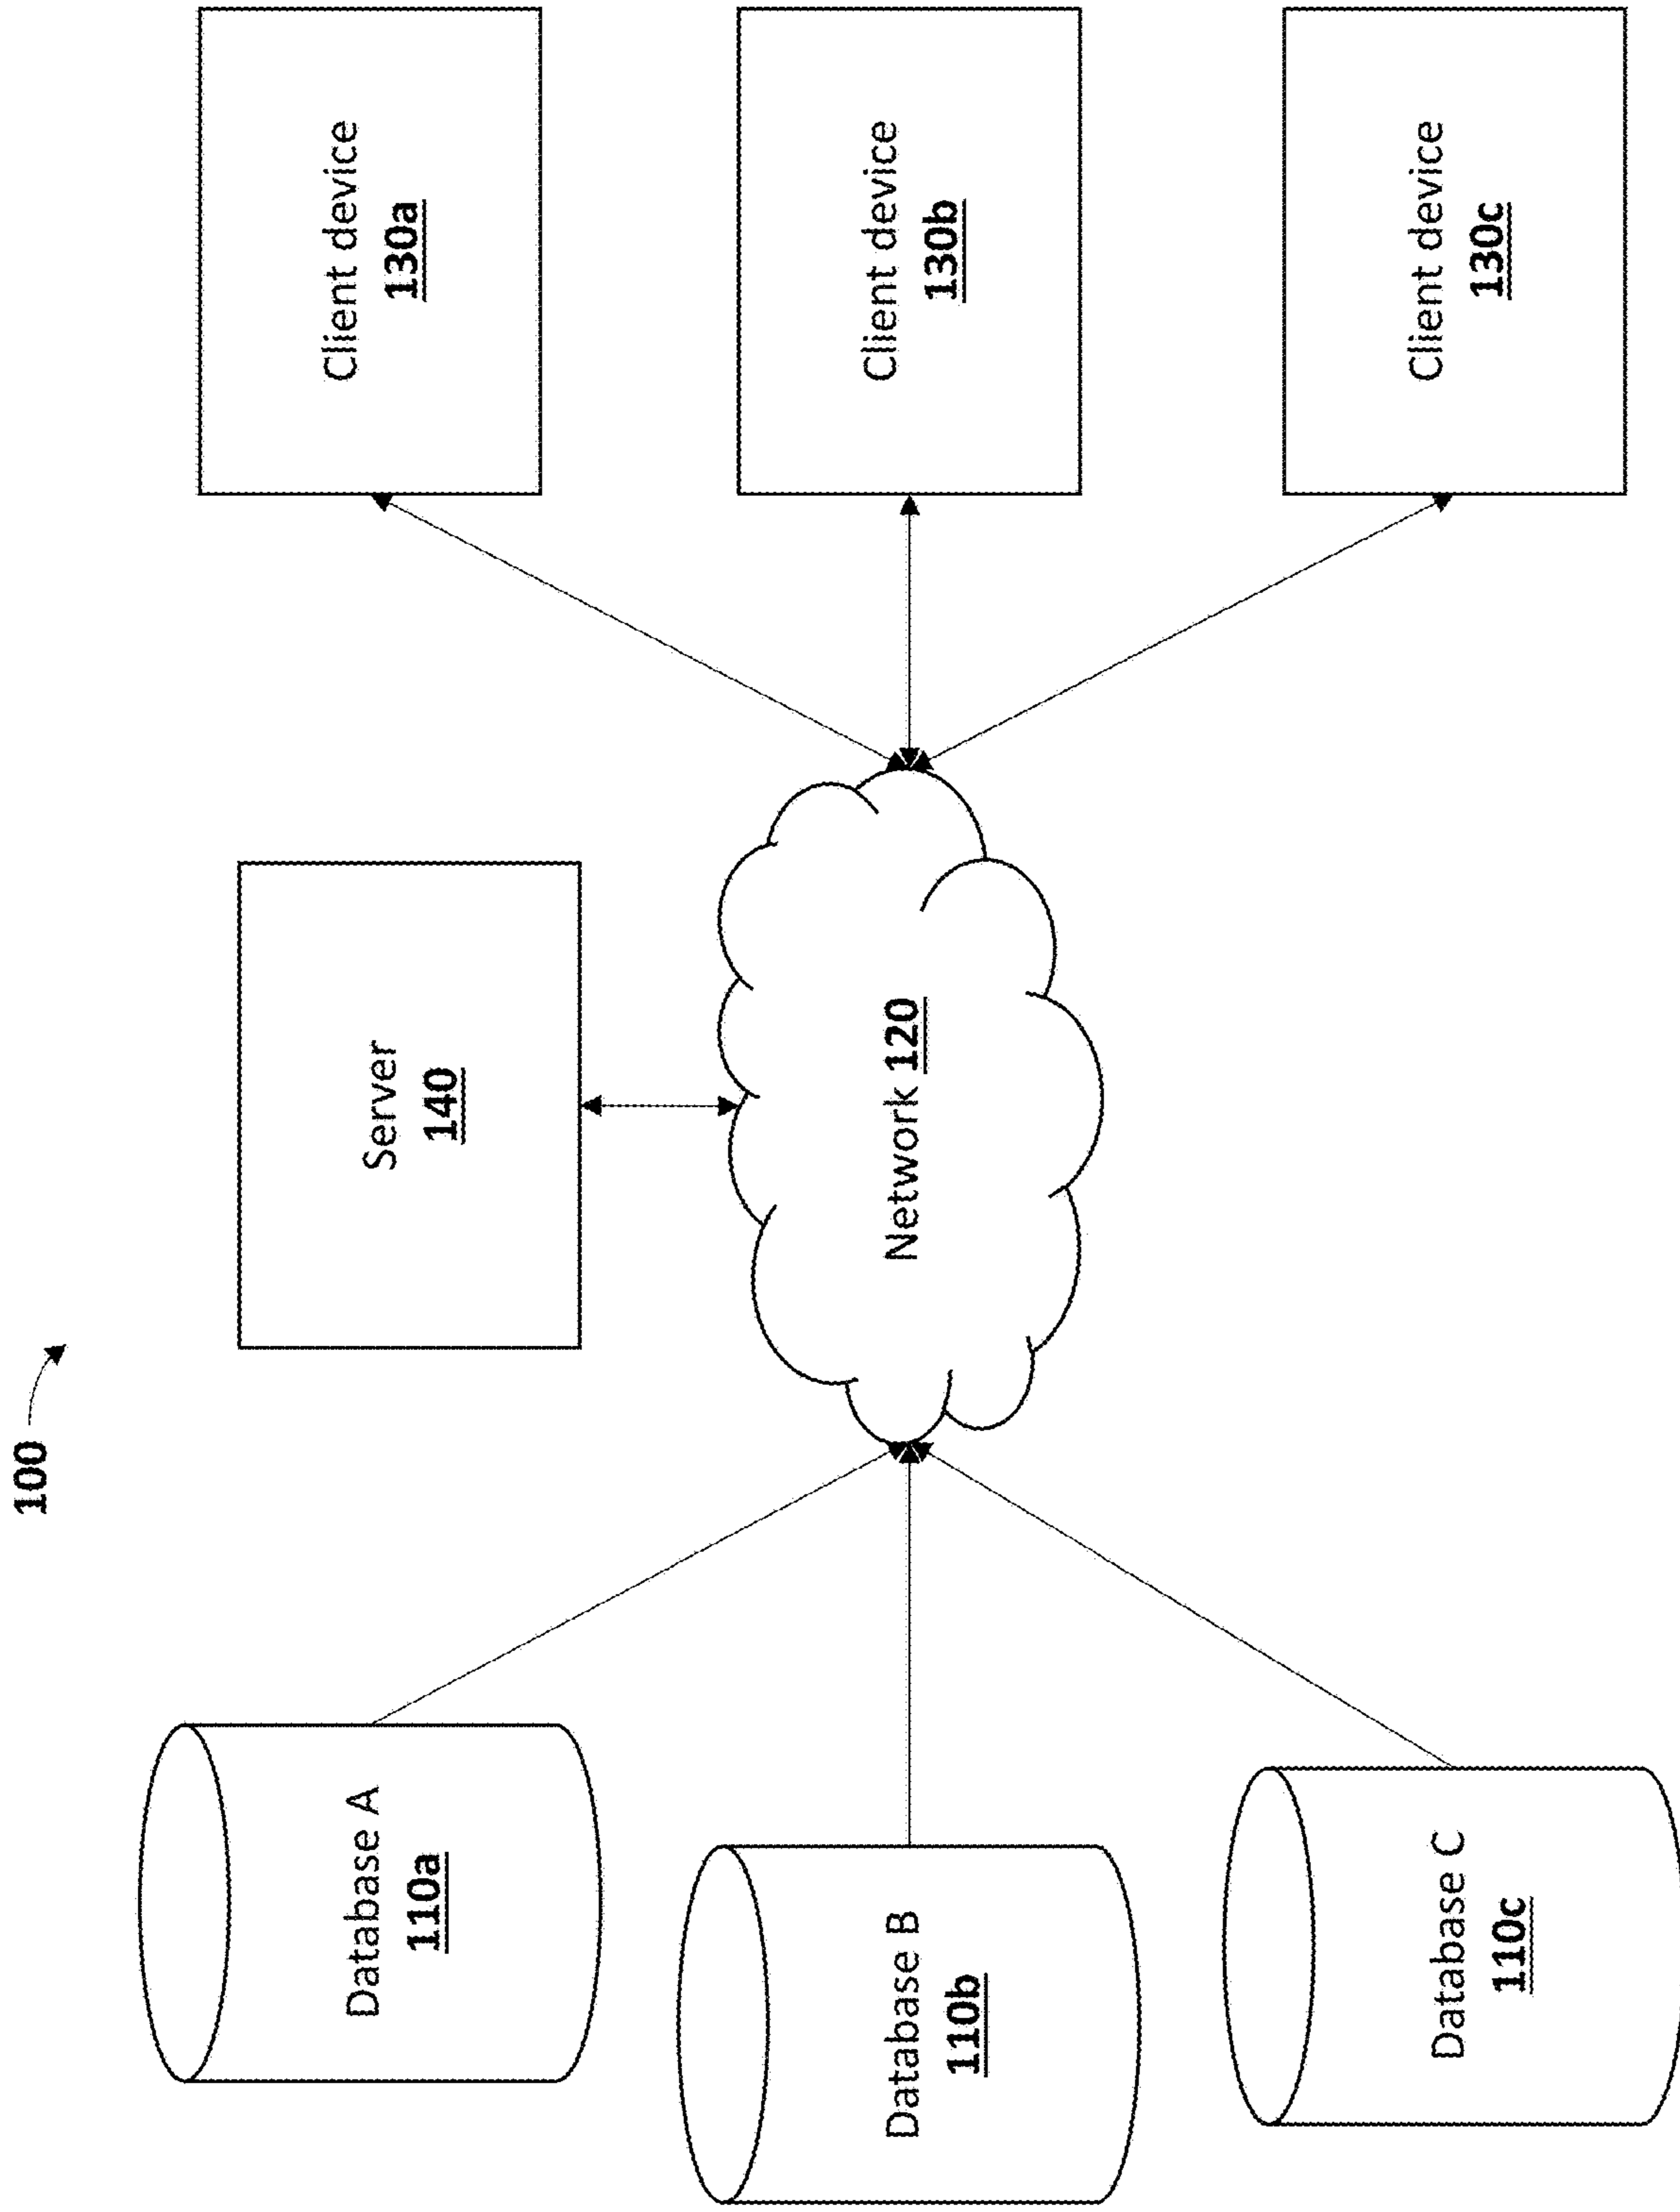 100
Database A
110a
Database B
110b
Database C
110c
Server
140
Network 120
Client device
130a
Client device
130b
Client device
130c